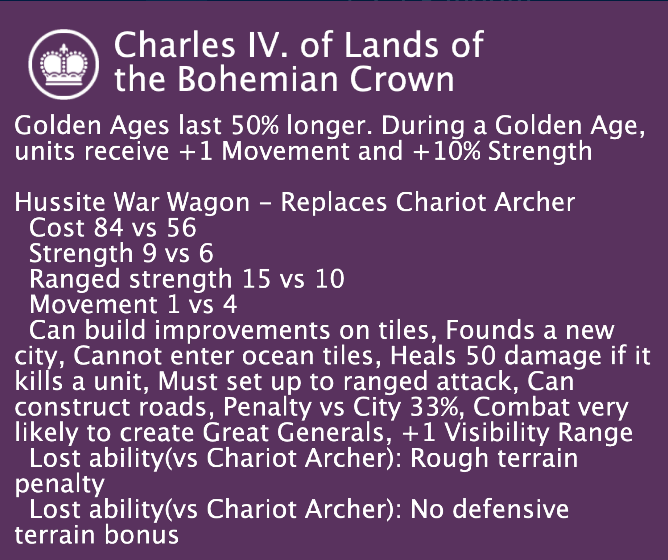 Charles IV. of Lands of
the Bohemian Crown
Golden Ages last 50% longer. During a Golden Age,
units receive +1 Movement and +10% Strength
Hussite War Wagon – Replaces Chariot Archer
Cost 84 vs 56
Strength 9 vs 6
Ranged strength 15 vs 10
Movement 1 vs 4
Can build improvements on tiles, Founds a new
city, Cannot enter ocean tiles, Heals 50 damage if it
kills a unit, Must set up to ranged attack, Can
construct roads, Penalty vs City 33%, Combat very
likely to create Great Generals, +1 Visibility Range
Lost ability(vs Chariot Archer): Rough terrain
penalty
Lost ability(vs Chariot Archer): No defensive
terrain bonus